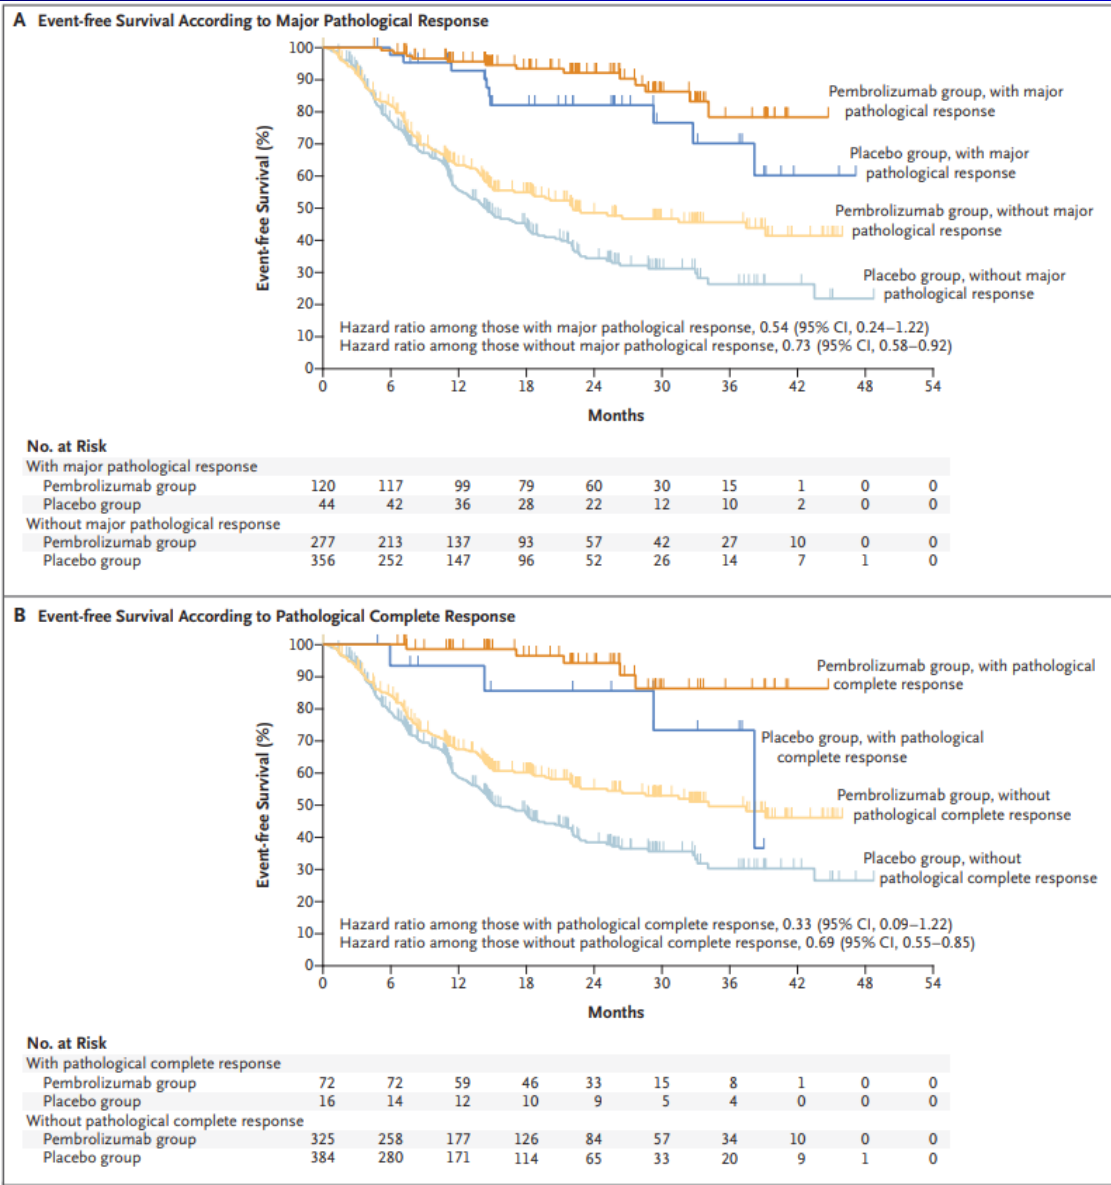 A Event-free Survival According to Major Pathological Response
100
90
80
70
60
50
40
30
20
10
0
Event-free Survival (%)
Pembrolizumab group, with major
pathological response
Placebo group, with major
pathological response
Pembrolizumab group, without major
pathological response
Placebo group, without major
pathological response
Hazard ratio among those with major pathological response, 0.54 (95% CI, 0.24–1.22)
Hazard ratio among those without major pathological response, 0.73 (95% CI, 0.58–0.92)
0 6 12 18 24 30 36 42 48 54
Months
No. at Risk
With major pathological response
Pembrolizumab group 120 117 99 79 60 30 15 1 0 0
Placebo group 44 42 36 28 22 12 10 2 0 0
Without major pathological response
Pembrolizumab group 277 213 137 93 57 42 27 10 0 0
Placebo group 356 252 147 96 52 26 14 7 1 0
B Event-free Survival According to Pathological Complete Response
100
90
80
70
60
50
40
30
20
10
0
Event-free Survival (%)
Pembrolizumab group, with pathological
complete response
Placebo group, with pathological
complete response
Pembrolizumab group, without
pathological complete response
Placebo group, without
pathological complete response
Hazard ratio among those with pathological complete response, 0.33 (95% CI, 0.09–1.22)
Hazard ratio among those without pathological complete response, 0.69 (95% CI, 0.55–0.85)
0 6 12 18 24 30 36 42 48 54
Months
No. at Risk
With pathological complete response
Pembrolizumab group 72 72 59 46 33 15 8 1 0 0
Placebo group 16 14 12 10 9 5 4 0 0 0
Without pathological complete response
Pembrolizumab group 325 258 177 126 84 57 34 10 0 0
Placebo group 384 280 171 114 65 33 20 9 1 0